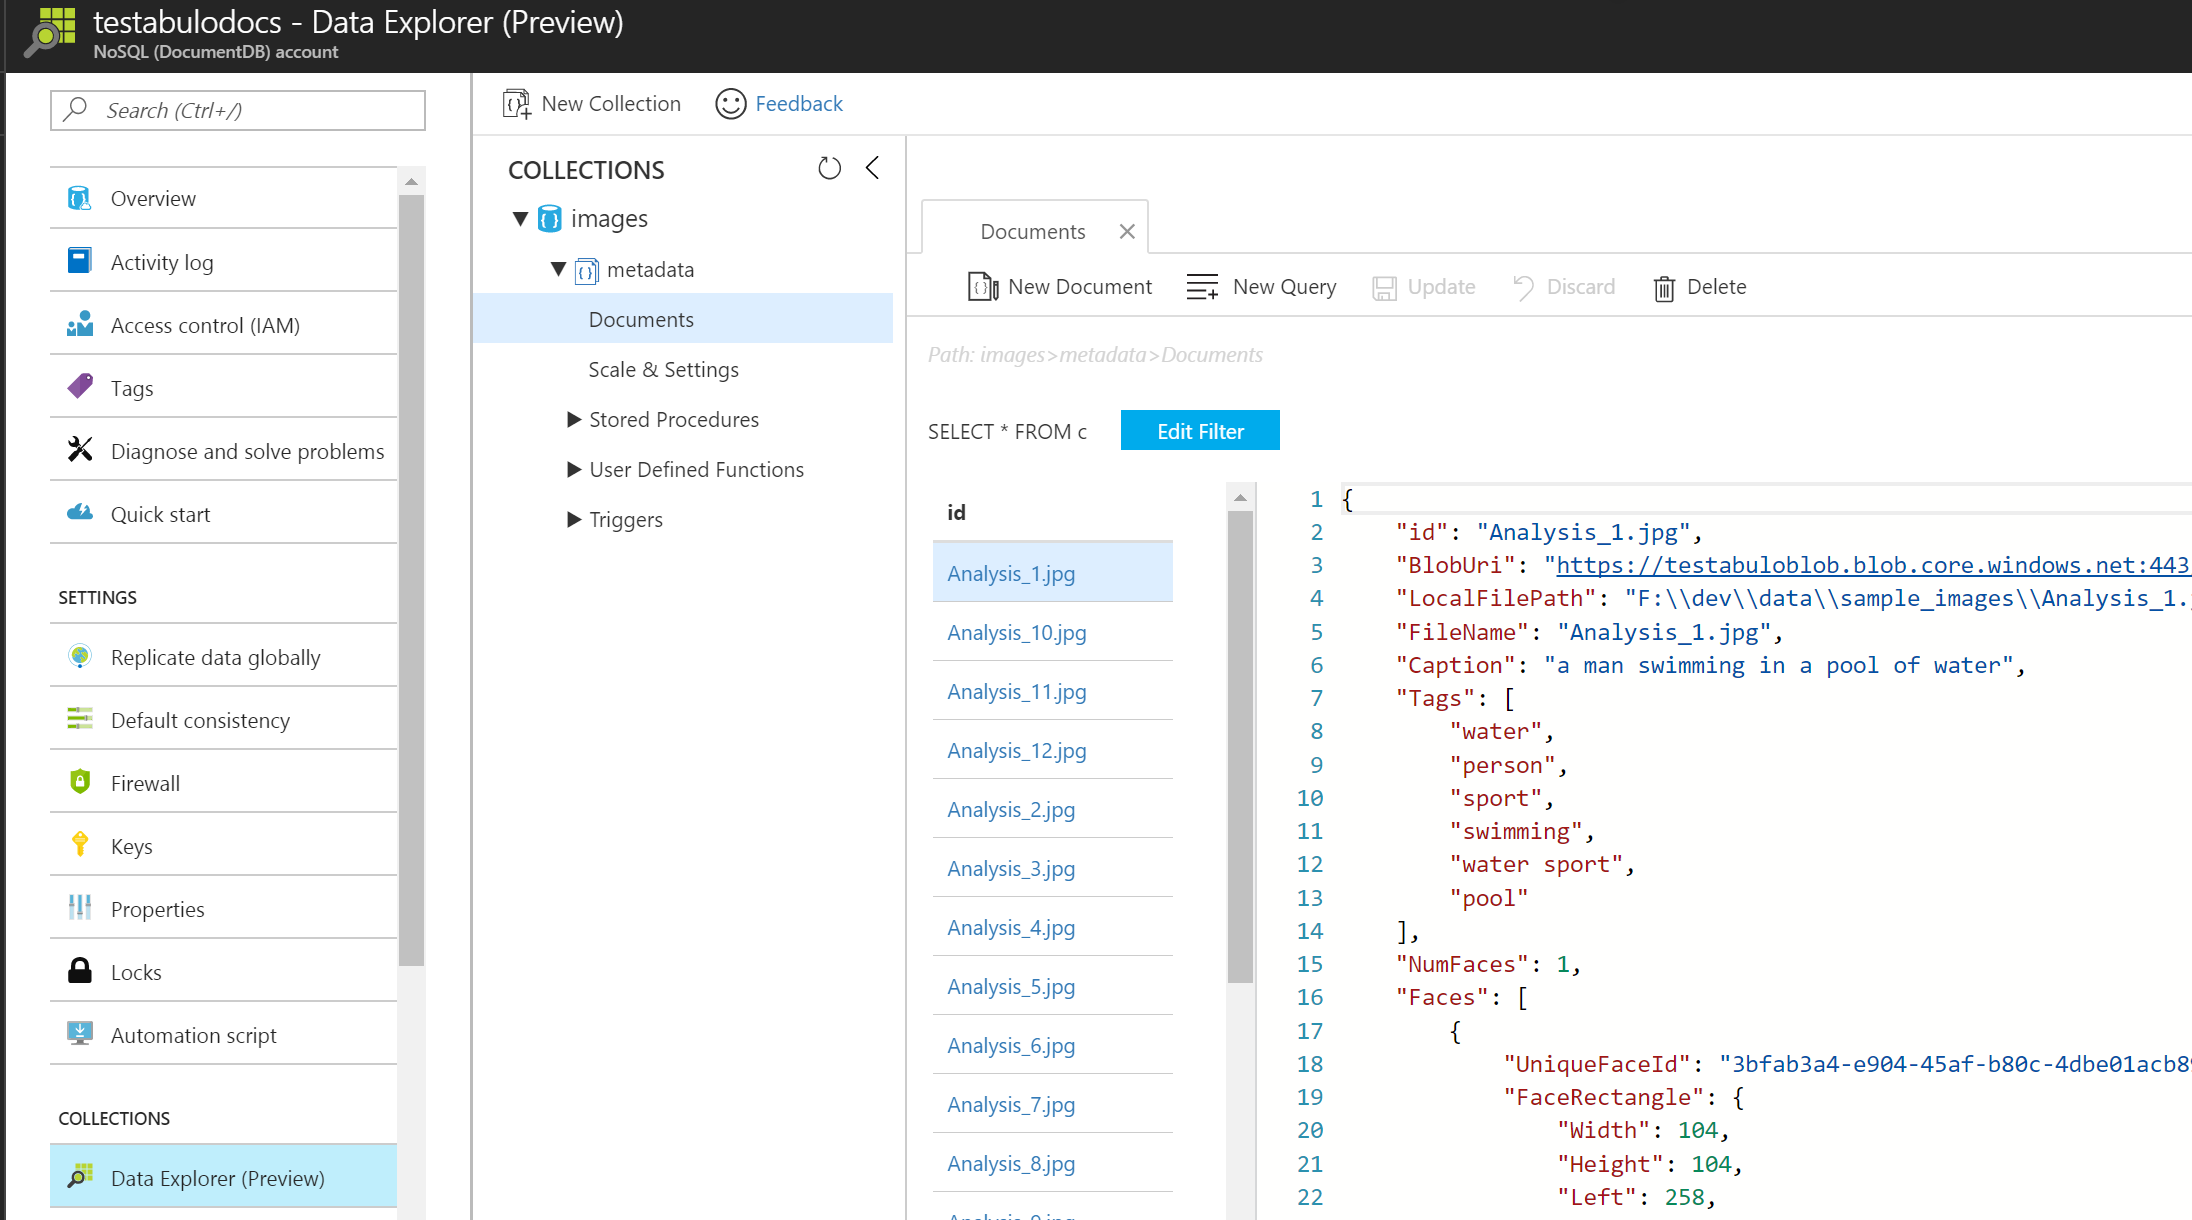 testabulodocs - Data Explorer (Preview)
NoSQL (DocumentDB) account
Search (Ctrl+/)
Overview
Activity log
Access control (IAM)
Tags
Diagnose and solve problems
Quick start
SETTINGS
Replicate data globally
Default consistency
Firewall
Keys
Properties
Locks
Automation script
COLLECTIONS
Data Explorer (Preview)
New Collection
Feedback
COLLECTIONS
images
metadata
Documents
Scale & Settings
Stored Procedures
User Defined Functions
Triggers
Documents
New Document
New Query
Update
Discard
Delete
Path: images>metadata>Documents
SELECT * FROM c
Edit Filter
id
Analysis_1.jpg
Analysis_10.jpg
Analysis_11.jpg
Analysis_12.jpg
Analysis_2.jpg
Analysis_3.jpg
Analysis_4.jpg
Analysis_5.jpg
Analysis_6.jpg
Analysis_7.jpg
Analysis_8.jpg
1 {
2 "id": "Analysis_1.jpg",
3 "BlobUri": "https://testabuloblob.blob.core.windows.net:443
4 "LocalFilePath": "F:\\dev\\data\\sample_images\\Analysis_1.
5 "FileName": "Analysis_1.jpg",
6 "Caption": "a man swimming in a pool of water",
7 "Tags": [
8 "water",
9 "person",
10 "sport",
11 "swimming",
12 "water sport",
13 "pool"
14 ],
15 "NumFaces": 1,
16 "Faces": [
17 {
18 "UniqueFaceId": "3bfab3a4-e904-45af-b80c-4dbe01acb8
19 "FaceRectangle": {
20 "Width": 104,
21 "Height": 104,
22 "Left": 258,